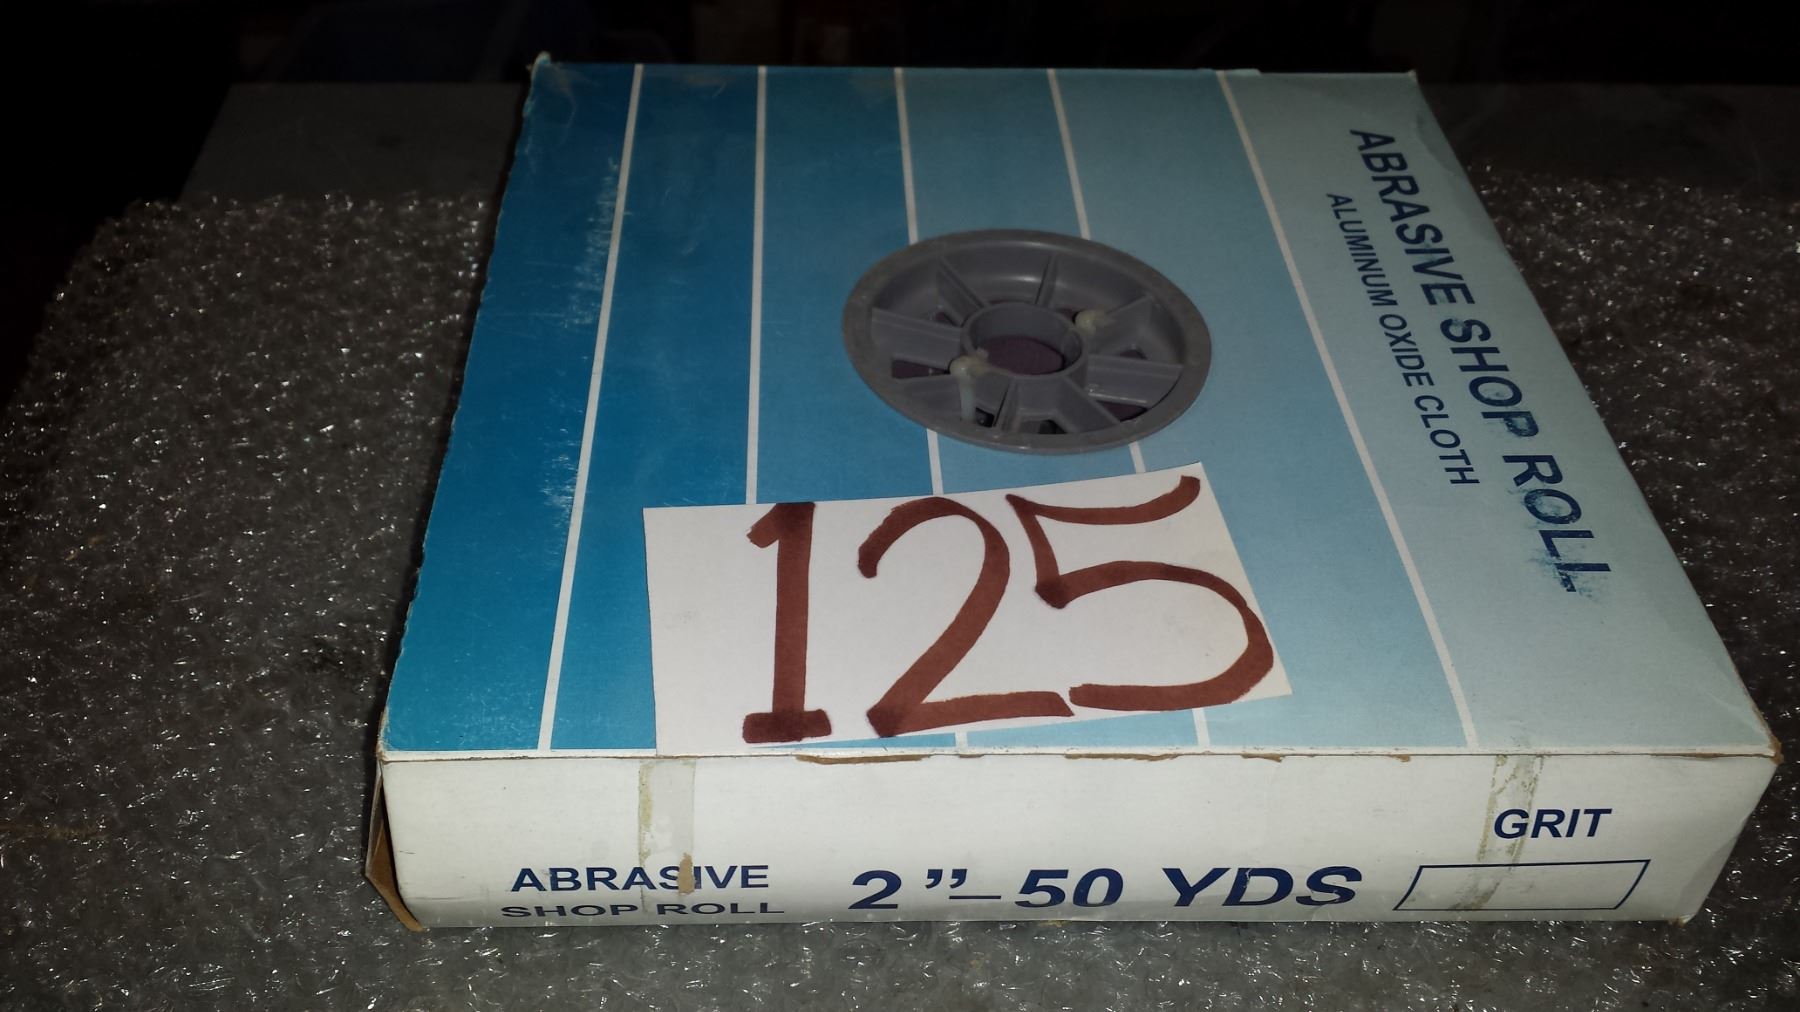 ABRASIVE SHOP ROLL
ALUMINUM OXIDE CLOTH
125
GRIT
ABRASIVE
SHOP ROLL
2"–50 YDS